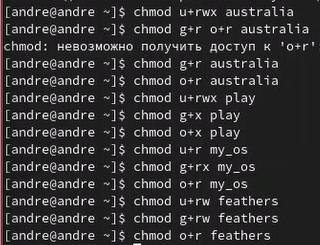 [andre@andre ~]$ chmod u+rwx australia
[andre@andre ~]$ chmod g+r o+r australia
chmod: невозможно получить доступ к 'o+r'
[andre@andre ~]$ chmod g+r australia
[andre@andre ~]$ chmod o+r australia
[andre@andre ~]$ chmod u+rwx play
[andre@andre ~]$ chmod g+x play
[andre@andre ~]$ chmod o+x play
[andre@andre ~]$ chmod u+r my_os
[andre@andre ~]$ chmod g+rx my_os
[andre@andre ~]$ chmod o+r my_os
[andre@andre ~]$ chmod u+rw feathers
[andre@andre ~]$ chmod g+rw feathers
[andre@andre ~]$ chmod o+r feathers